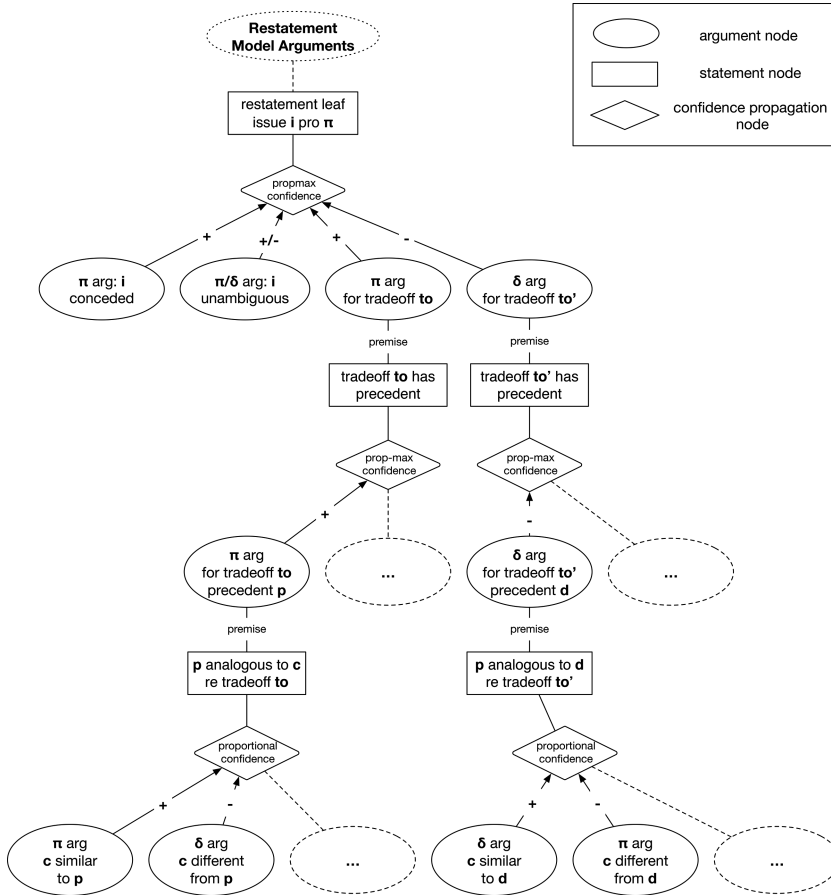 Restatement
Model Arguments
argument node
statement node
confidence propagation
node
restatement leaf
issue i pro π
propmax
confidence
+
+/-
+
-
π arg: i
conceded
π/δ arg: i
unambiguous
π arg
for tradeoff to
δ arg
for tradeoff to'
premise
premise
tradeoff to has
precedent
tradeoff to' has
precedent
prop-max
confidence
prop-max
confidence
+
-
π arg
for tradeoff to
precedent p
...
δ arg
for tradeoff to'
precedent d
...
premise
premise
p analogous to c
re tradeoff to
p analogous to d
re tradeoff to'
proportional
confidence
proportional
confidence
+
-
+
-
π arg
c similar
to p
δ arg
c different
from p
...
δ arg
c similar
to d
π arg
c different
from d
...